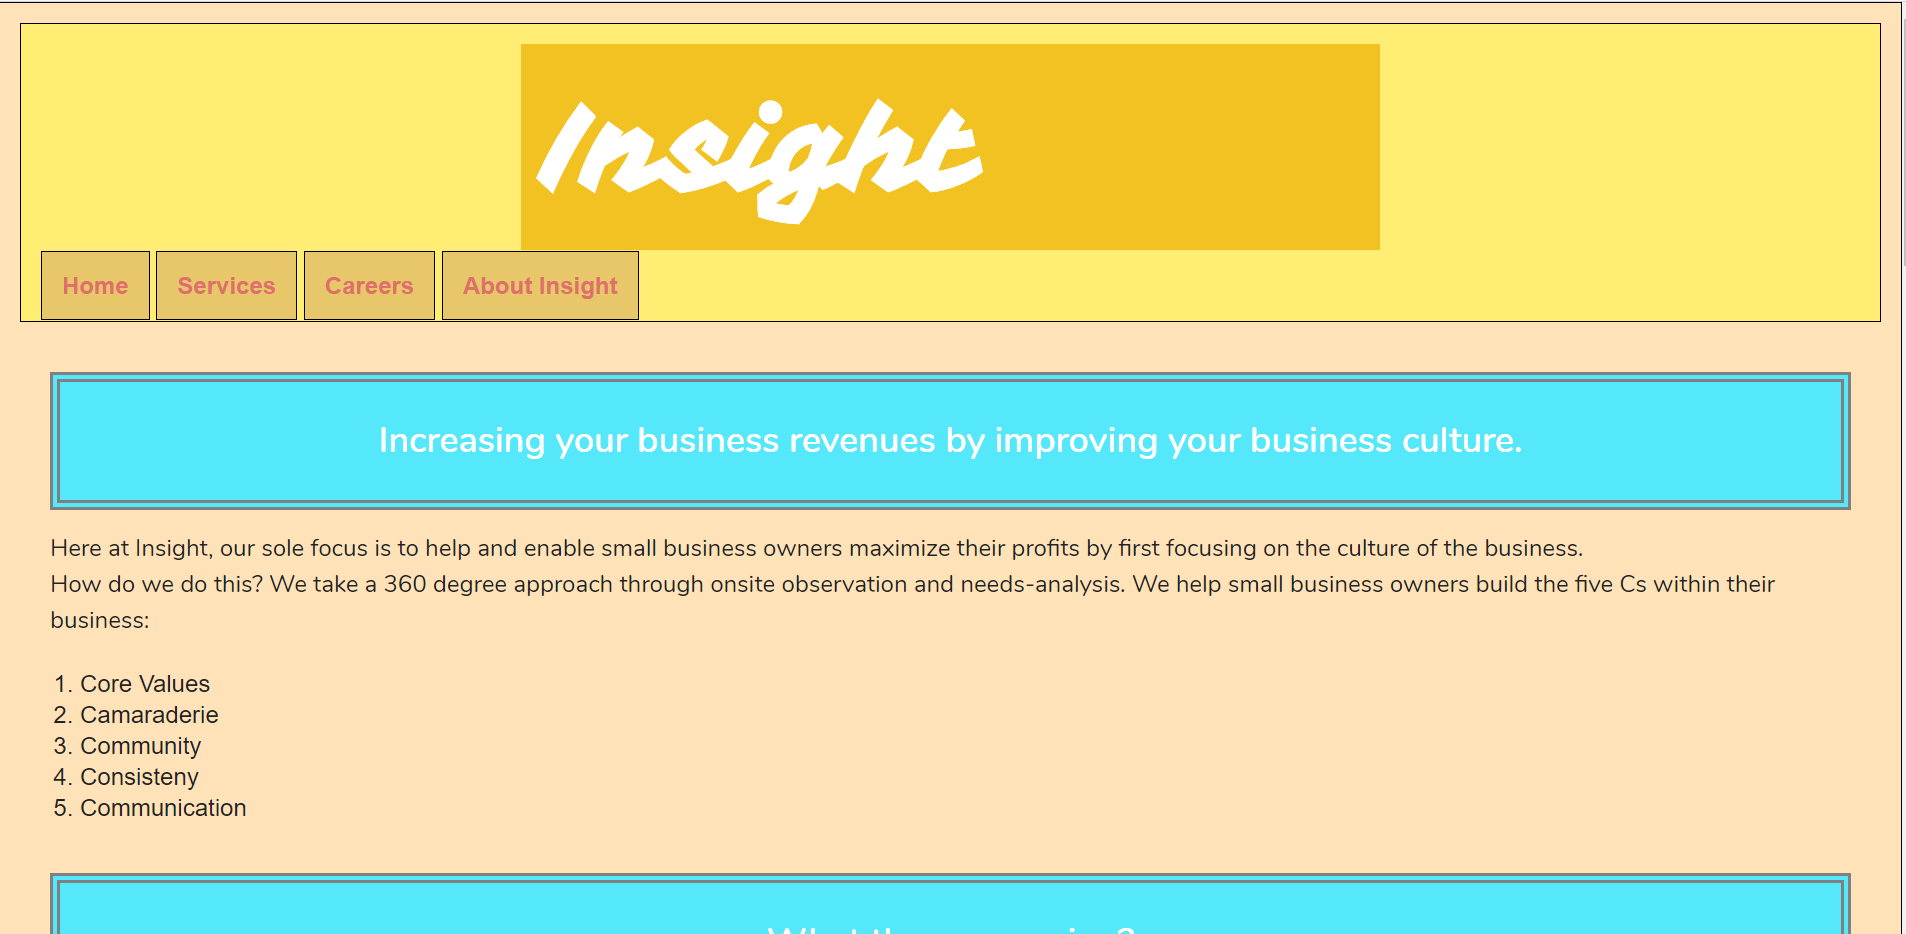 Insight
Home Services Careers About Insight
Increasing your business revenues by improving your business culture.
Here at Insight, our sole focus is to help and enable small business owners maximize their profits by first focusing on the culture of the business.
How do we do this? We take a 360 degree approach through onsite observation and needs-analysis. We help small business owners build the five Cs within their
business:
1. Core Values
2. Camaraderie
3. Community
4. Consisteny
5. Communication